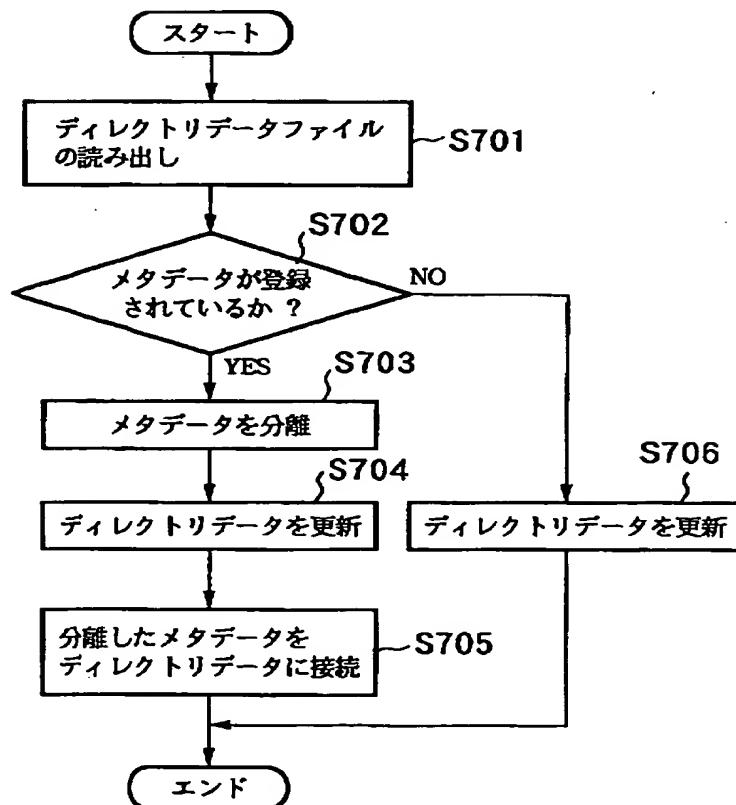 スタート
ディレクトリデータファイル
の読み出し
S701
S702
メタデータが登録
されているか ?
NO
YES
S703
メタデータを分離
S704
ディレクトリデータを更新
S706
ディレクトリデータを更新
分離したメタデータを
ディレクトリデータに接続
S705
エンド